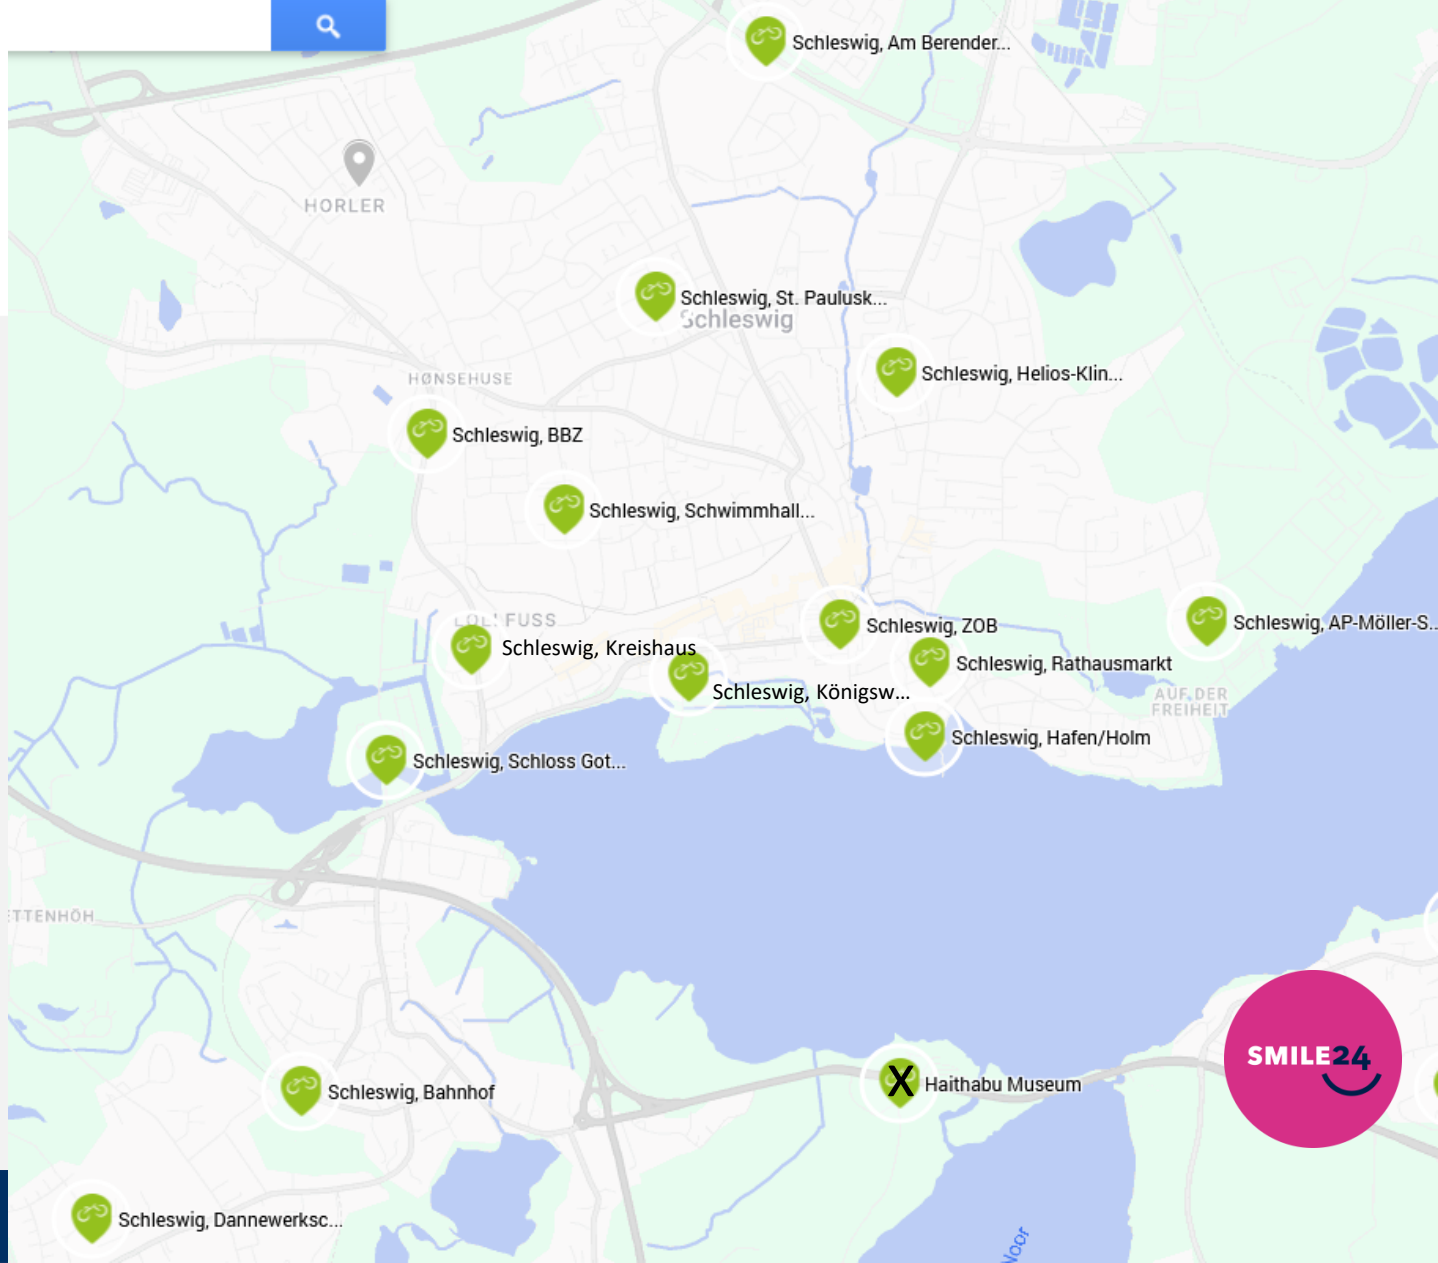 Schleswig, Am Berender...
HORLER
Schleswig, St. Paulusk...
Schleswig
Schleswig, Helios-Klin...
HØNSEHUSE
Schleswig, BBZ
Schleswig, Schwimmhall...
FUSS
Schleswig, Kreishaus
Schleswig, ZOB
Schleswig, AP-Möller-S...
Schleswig, Rathausmarkt
Schleswig, Königsw...
AUF DER
FREIHEIT
Schleswig, Hafen/Holm
Schleswig, Schloss Got...
ETTENHÖH
SMILE24
X
Haithabu Museum
Schleswig, Bahnhof
Schleswig, Dannewerksc...
Noor